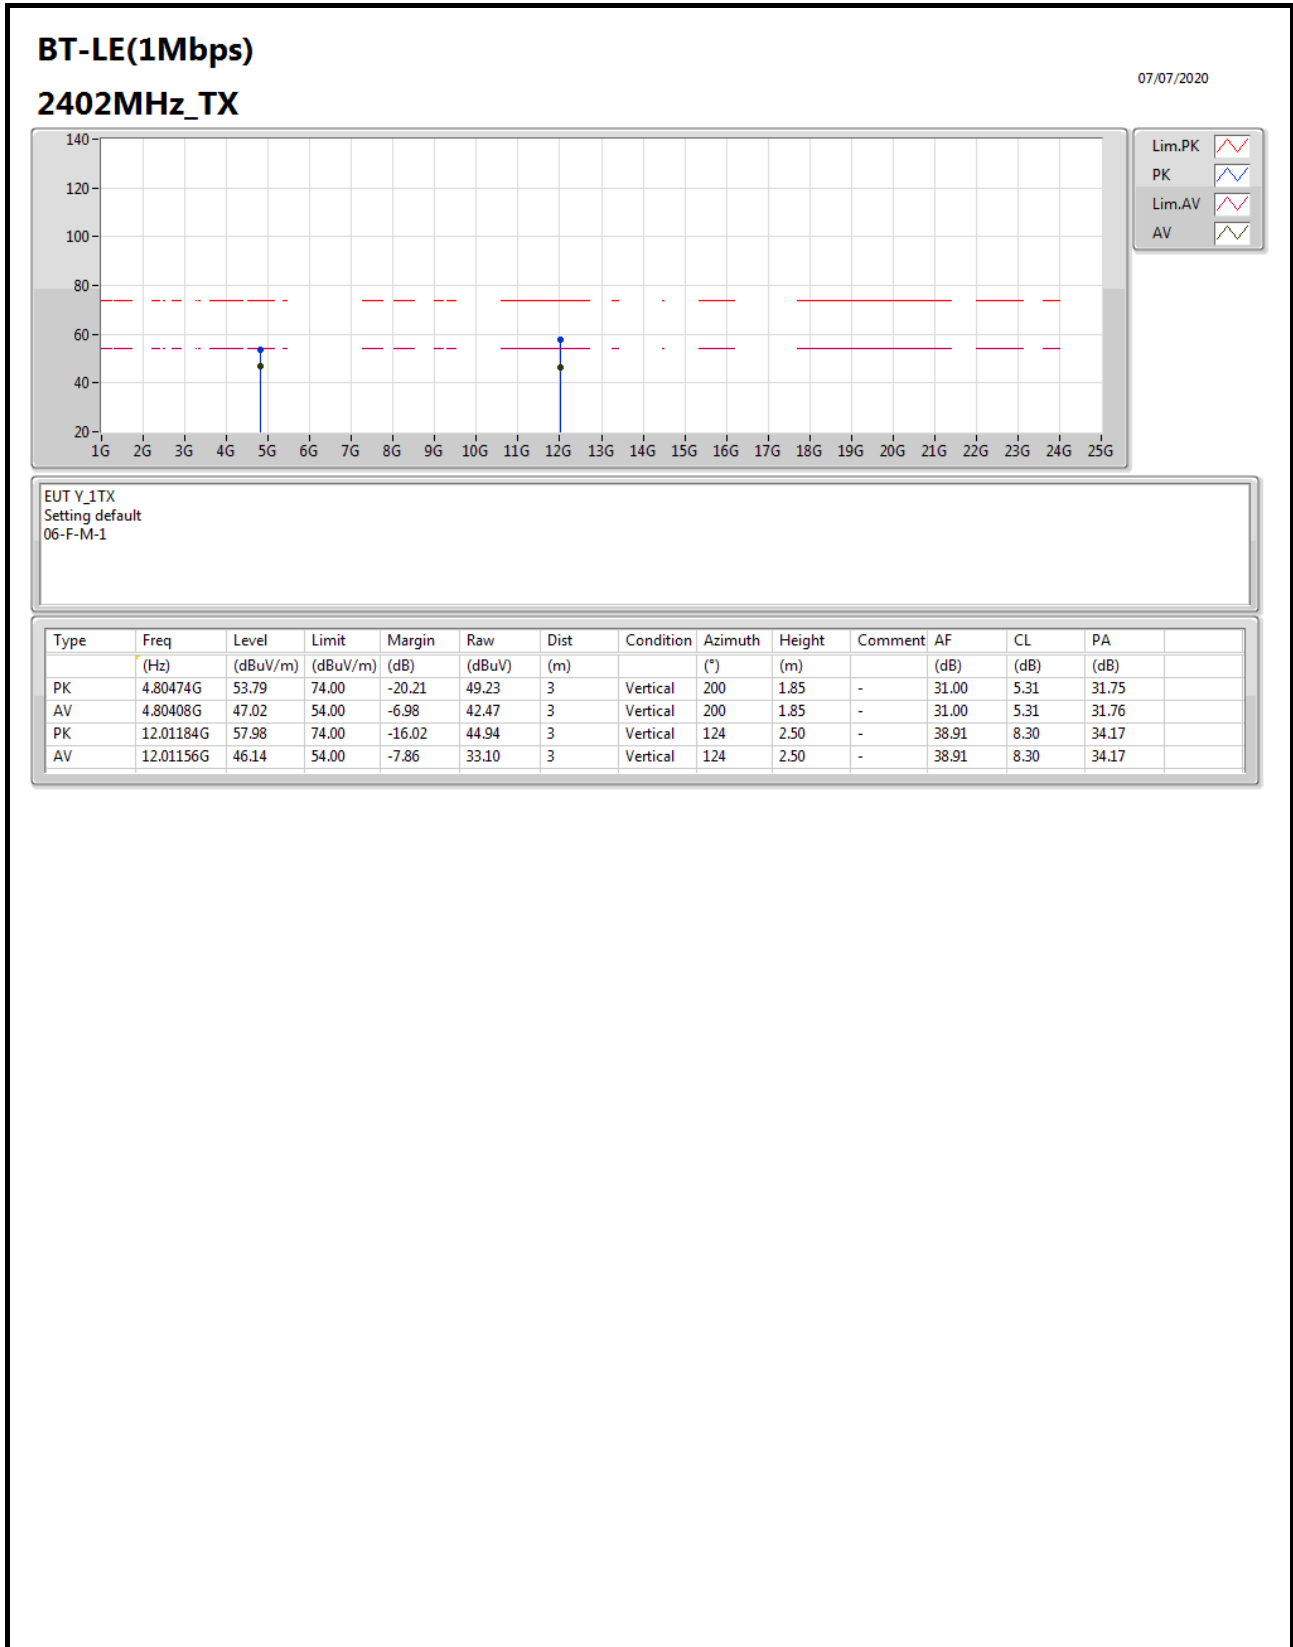 BT-LE(1Mbps)
07/07/2020
2402MHz_TX
140
120
100
80
60
40
20
1G 2G 3G 4G 5G 6G 7G 8G 9G 10G 11G 12G 13G 14G 15G 16G 17G 18G 19G 20G 21G 22G 23G 24G 25G
Lim.PK
PK
Lim.AV
AV
EUT Y_1TX
Setting default
06-F-M-1
Type Freq Level Limit Margin Raw Dist Condition Azimuth Height Comment AF CL PA
(Hz) (dBuV/m) (dBuV/m) (dB) (dBuV) (m) (°) (m) (dB) (dB) (dB)
PK 4.80474G 53.79 74.00 -20.21 49.23 3 Vertical 200 1.85 - 31.00 5.31 31.75
AV 4.80408G 47.02 54.00 -6.98 42.47 3 Vertical 200 1.85 - 31.00 5.31 31.76
PK 12.01184G 57.98 74.00 -16.02 44.94 3 Vertical 124 2.50 - 38.91 8.30 34.17
AV 12.01156G 46.14 54.00 -7.86 33.10 3 Vertical 124 2.50 - 38.91 8.30 34.17